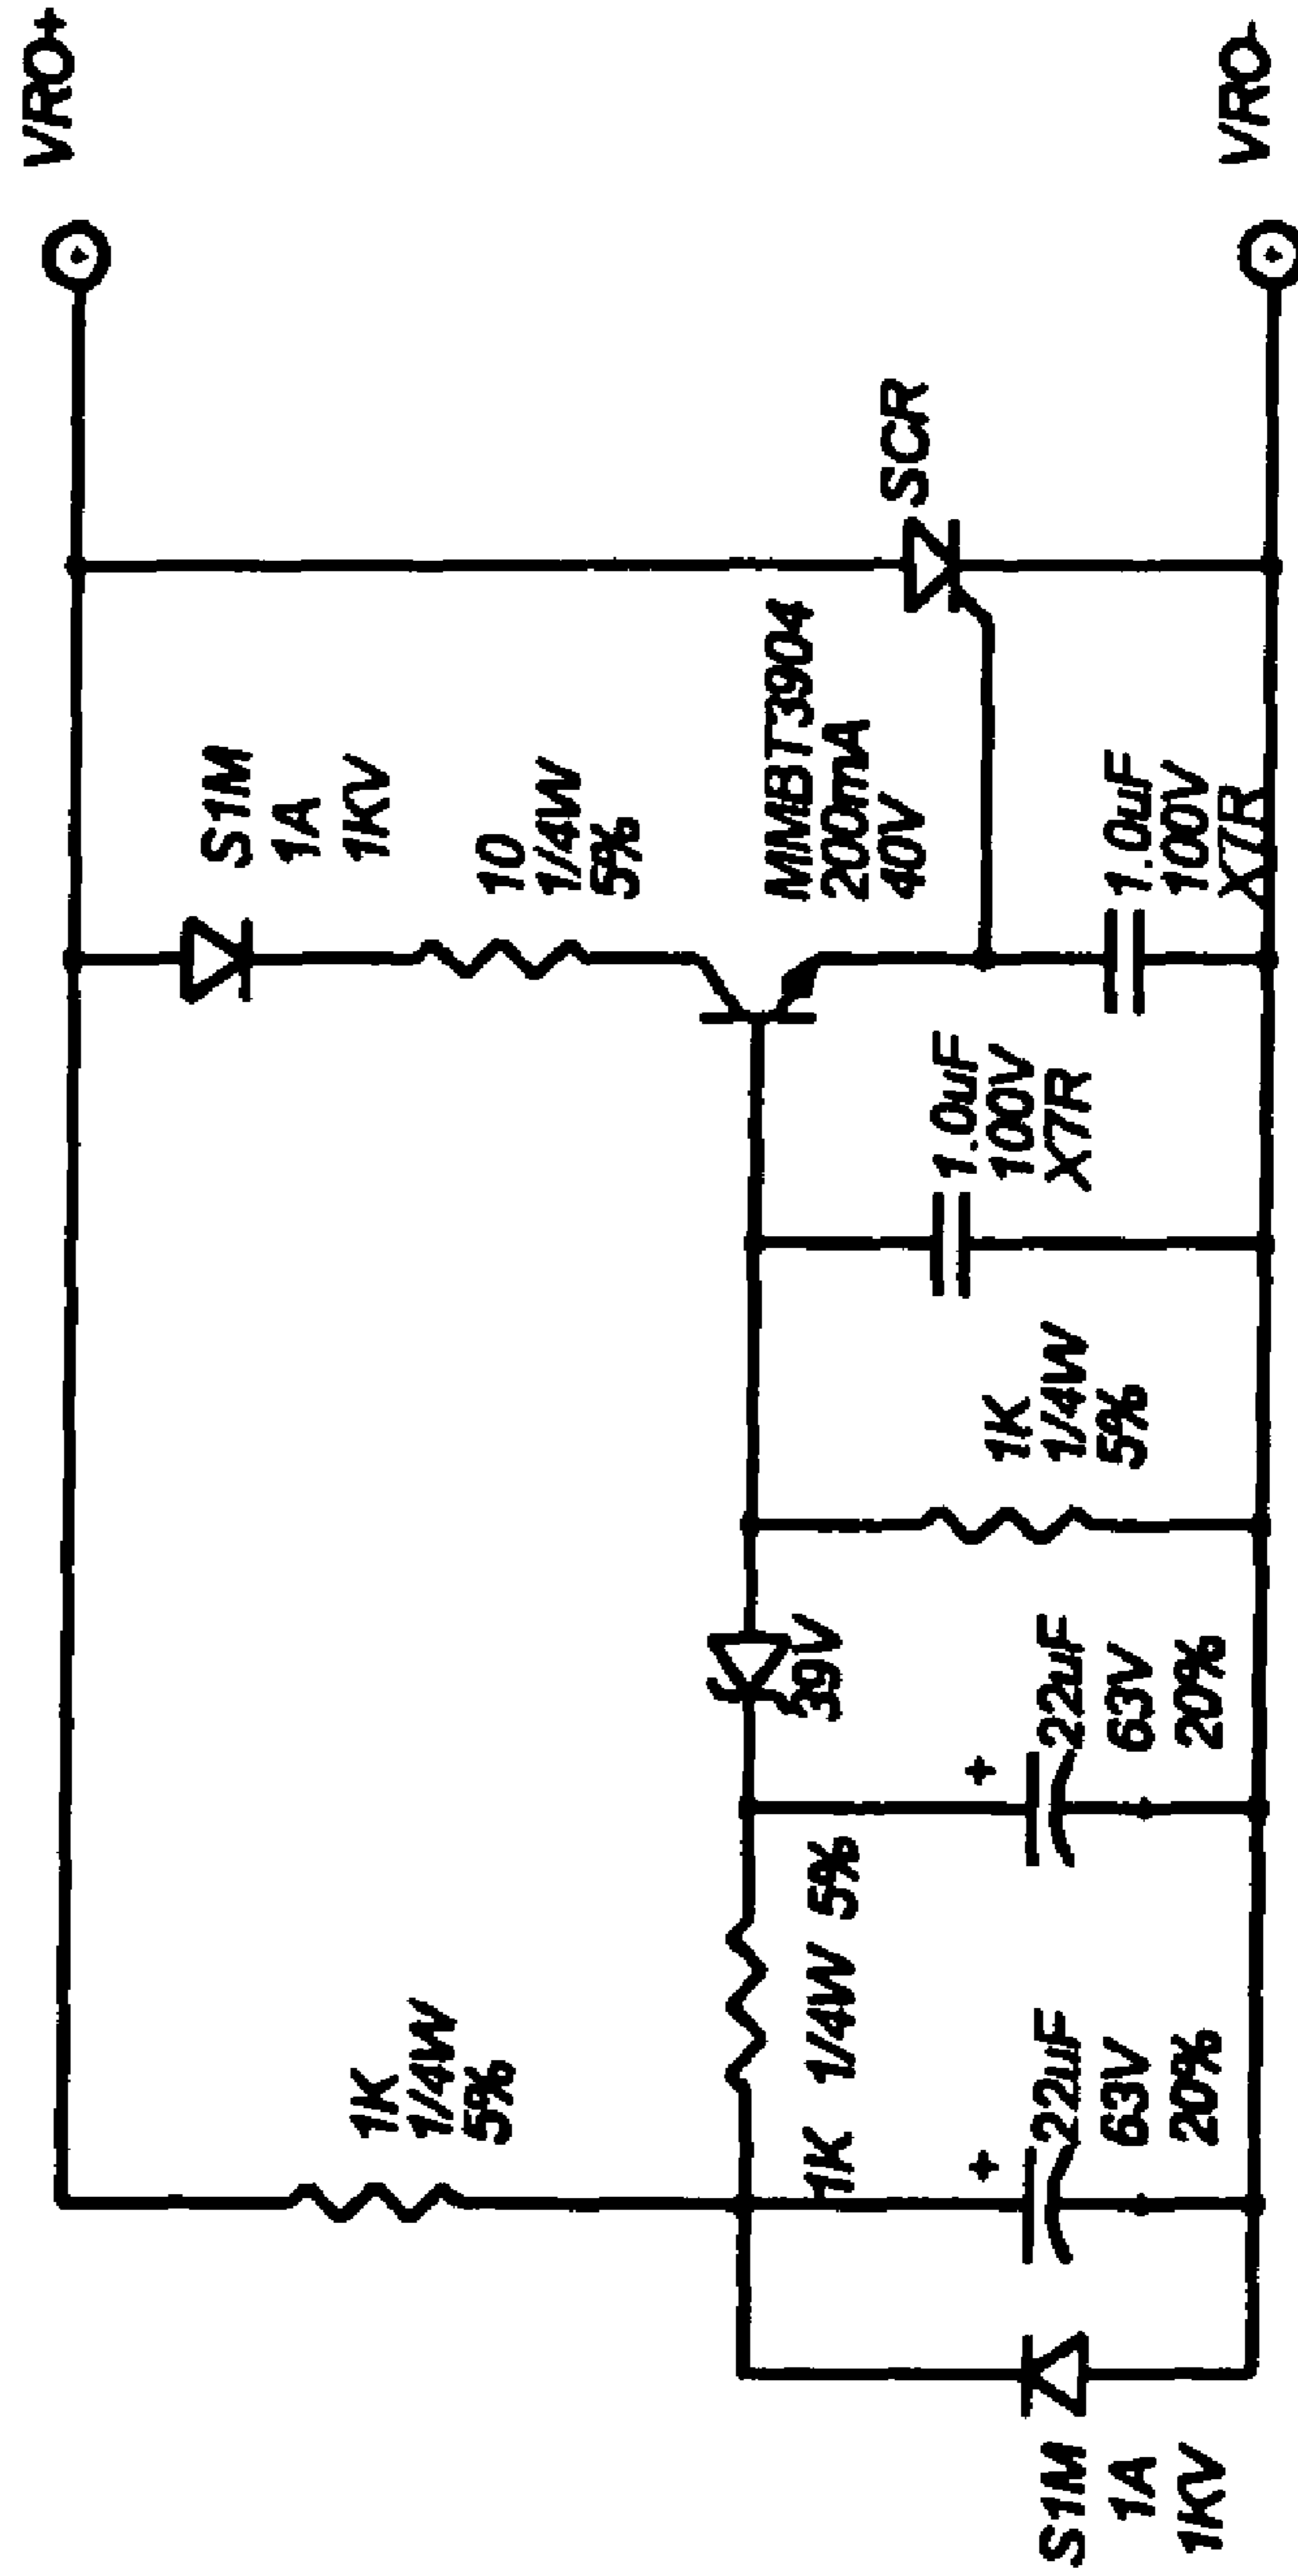 VRO+
S1M
1A
1KV
10
1/4W
5%
1K
1/4W
5%
MMBT3904
200mA
40V
SCR
39V
1K 1/4W 5%
1.0uF
100V
X7R
1K
1/4W
5%
S1M
1A
1KV
22uF
63V
20%
22uF
63V
20%
1.0uF
100V
X7R
VRO-
+
+